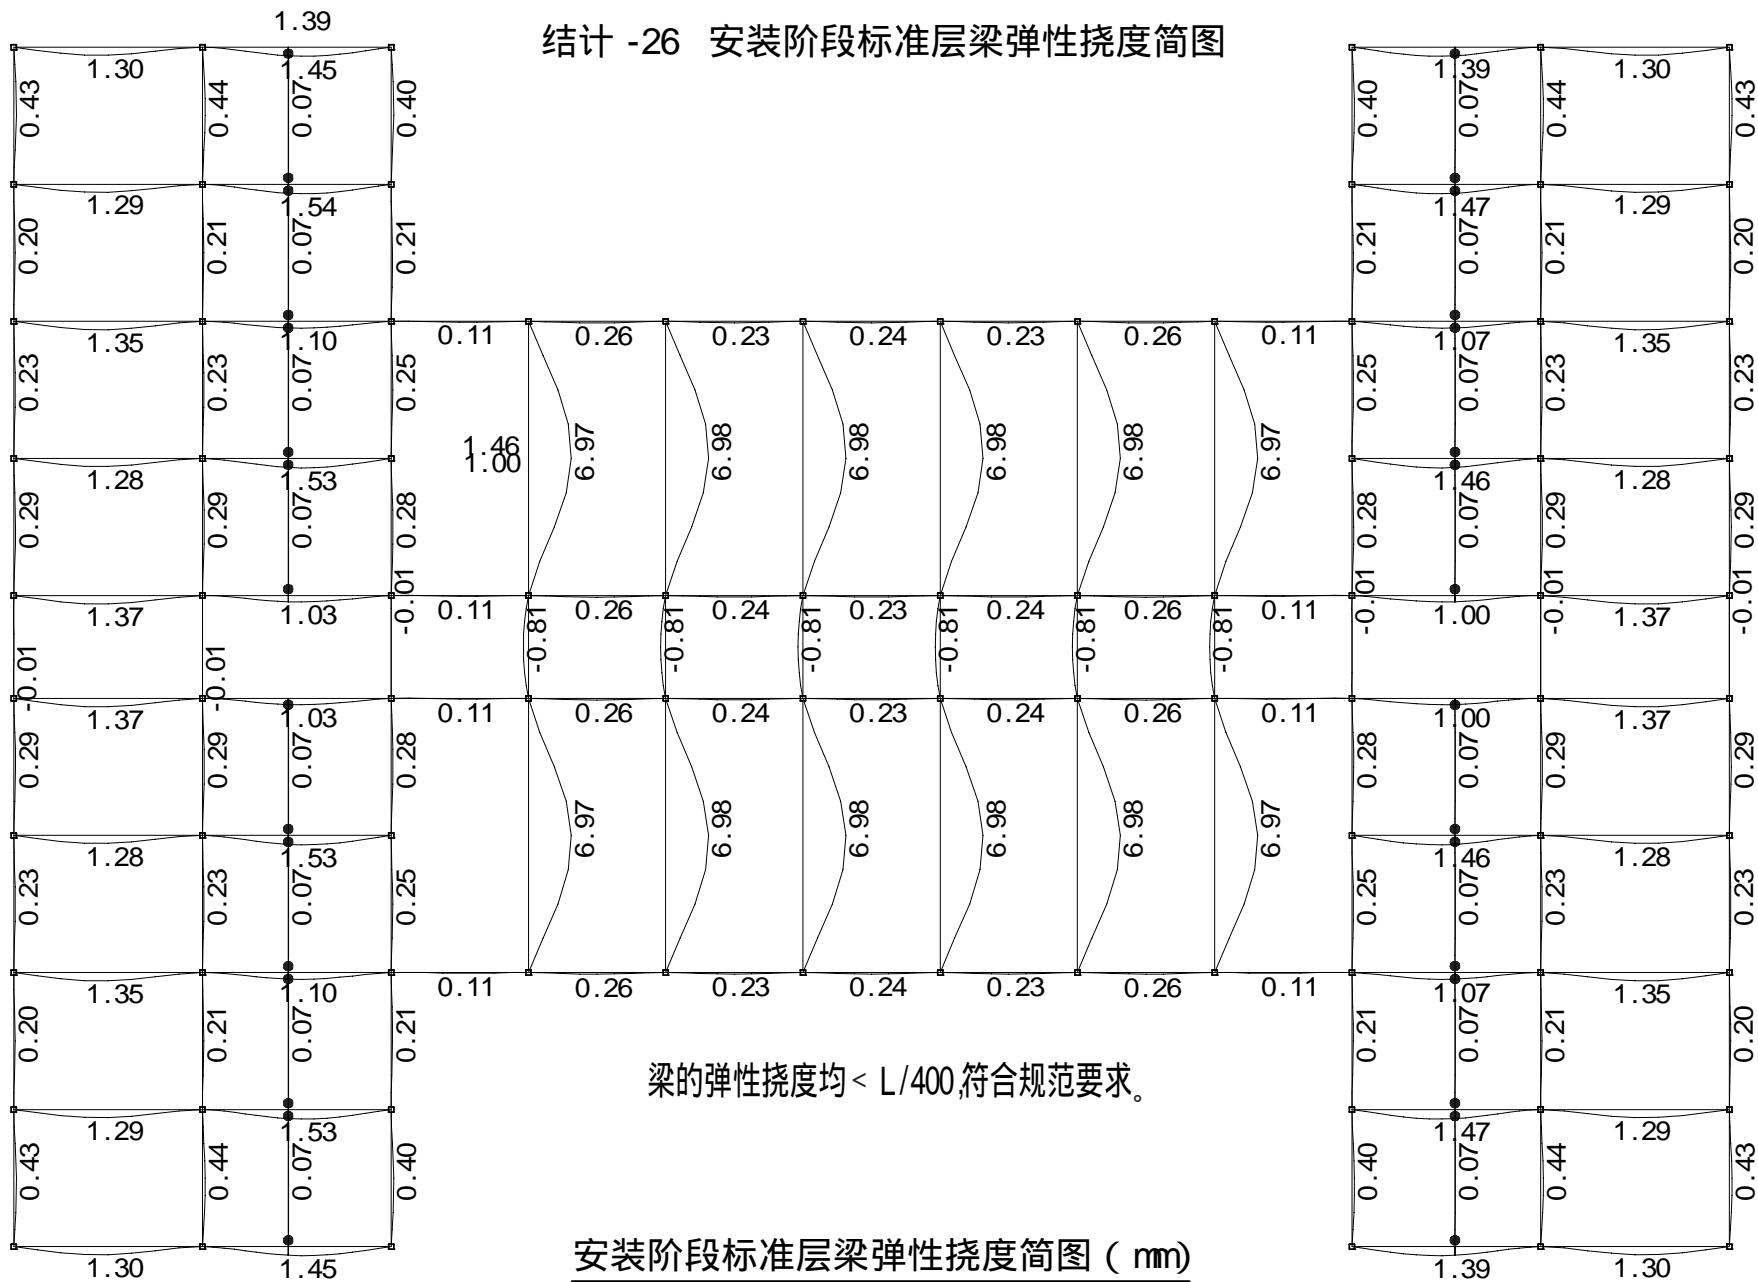 1.39
结计 -26 安装阶段标准层梁弹性挠度简图
1.30 1.45 1.39 1.30
0.43 0.44 0.07 0.40 0.40 0.07 0.44 0.43
1.29 1.54 1.47 1.29
0.20 0.21 0.07 0.21 0.21 0.07 0.21 0.20
1.35 1.10 0.11 0.26 0.23 0.24 0.23 0.26 0.11 1.07 1.35
0.23 0.23 0.07 0.25 0.25 0.07 0.23 0.23
1.46
1.00
6.97 6.98 6.98 6.98 6.98 6.97
1.28 1.53 1.46 1.28
0.29 0.29 0.07 0.28 0.28 0.07 0.29 0.29
1.37 1.03 -0.01 0.11 0.26 0.24 0.23 0.24 0.26 0.11 -0.01 1.00 -0.01 1.37 -0.01
-0.01 -0.01 -0.81 -0.81 -0.81 -0.81 -0.81 -0.81
1.37 1.03 0.11 0.26 0.24 0.23 0.24 0.26 0.11 1.00 1.37
0.29 0.29 0.07 0.28 0.28 0.07 0.29 0.29
6.97 6.98 6.98 6.98 6.98 6.97
1.28 1.53 1.46 1.28
0.23 0.23 0.07 0.25 0.25 0.07 0.23 0.23
1.35 1.10 0.11 0.26 0.23 0.24 0.23 0.26 0.11 1.07 1.35
0.20 0.21 0.07 0.21 0.21 0.07 0.21 0.20
梁的弹性挠度均< L/400,符合规范要求。
1.29 1.53 1.47 1.29
0.43 0.44 0.07 0.40 0.40 0.07 0.44 0.43
安装阶段标准层梁弹性挠度简图(mm)
1.30 1.45 1.39 1.30